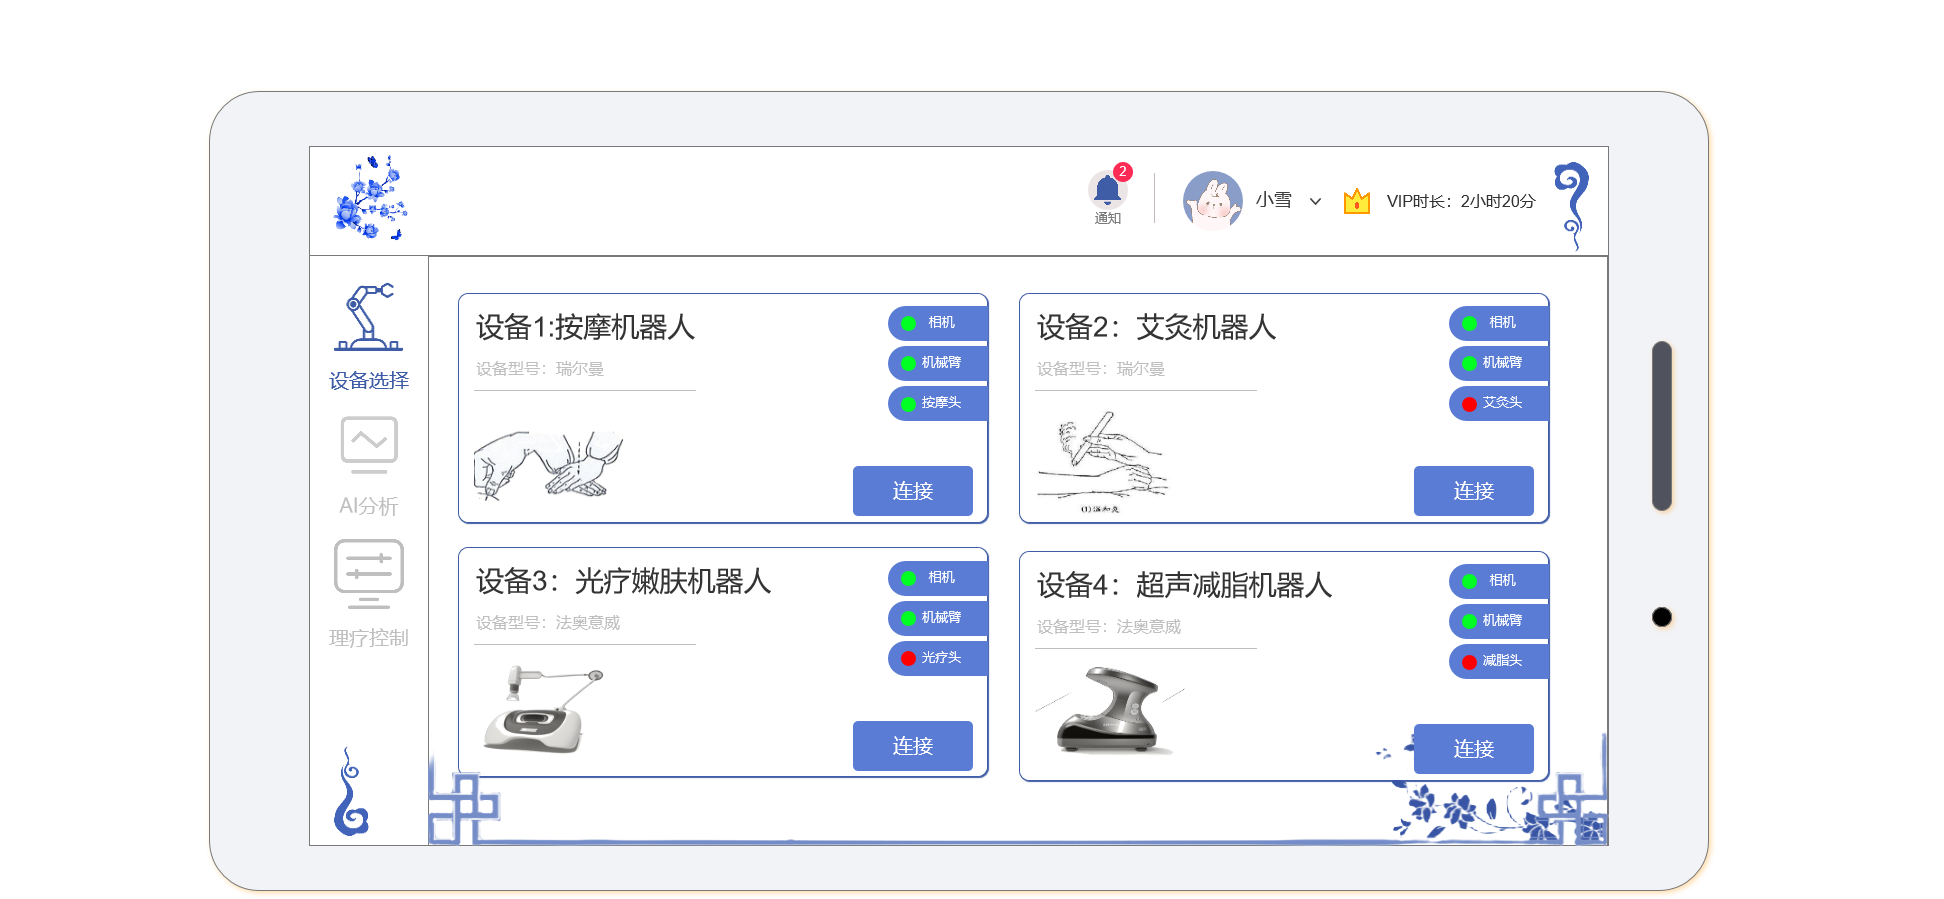 2
通知
小雪
VIP时长：2小时20分
设备选择
AI分析
理疗控制
设备1:按摩机器人
设备型号：瑞尔曼
相机
机械臂
按摩头
连接
设备2：艾灸机器人
设备型号：瑞尔曼
相机
机械臂
艾灸头
(1)温和灸
连接
设备3：光疗嫩肤机器人
设备型号：法奥意威
相机
机械臂
光疗头
连接
设备4：超声减脂机器人
设备型号：法奥意威
相机
机械臂
减脂头
连接